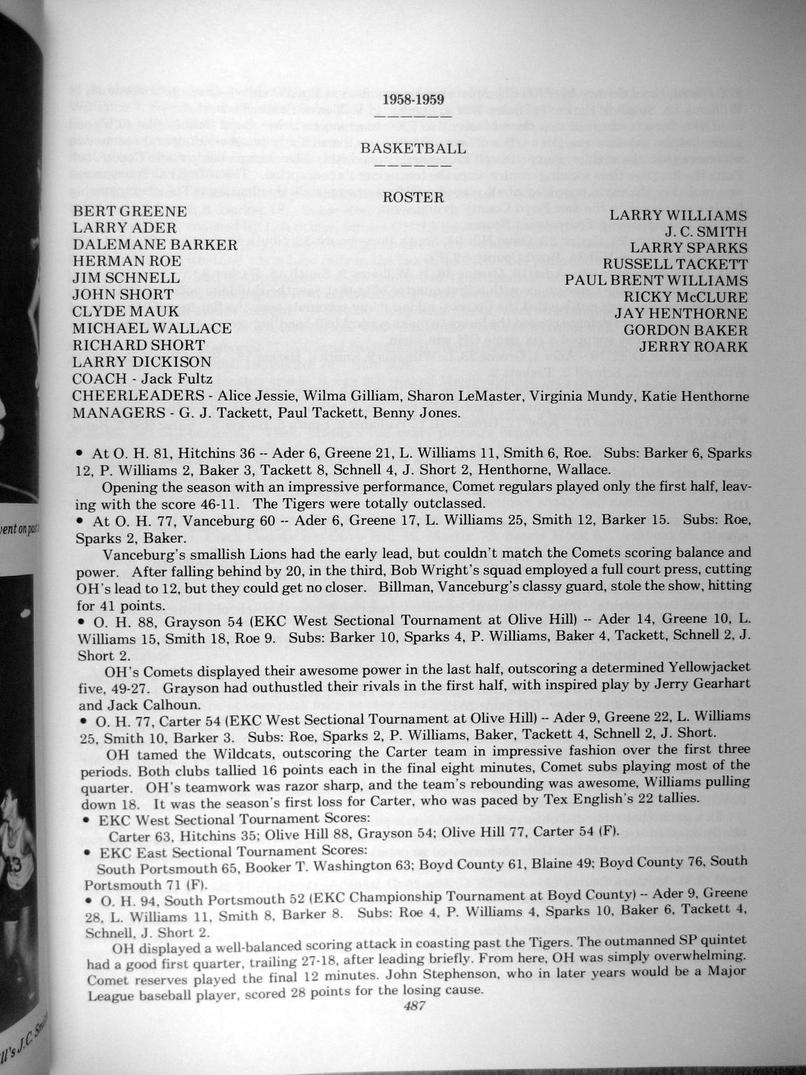 1958-1959
BASKETBALL
ROSTER
BERT GREENE
LARRY ADER
DALEMANE BARKER
HERMAN ROE
JIM SCHNELL
JOHN SHORT
CLYDE MAUK
MICHAEL WALLACE
RICHARD SHORT
LARRY DICKISON
LARRY WILLIAMS
J. C. SMITH
LARRY SPARKS
RUSSELL TACKETT
PAUL BRENT WILLIAMS
RICKY McCLURE
JAY HENTHORNE
GORDON BAKER
JERRY ROARK
COACH - Jack Fultz
CHEERLEADERS - Alice Jessie, Wilma Gilliam, Sharon LeMaster, Virginia Mundy, Katie Henthorne
MANAGERS - G. J. Tackett, Paul Tackett, Benny Jones.
• At O. H. 81, Hitchins 36 -- Ader 6, Greene 21, L. Williams 11, Smith 6, Roe. Subs: Barker 6, Sparks
12, P. Williams 2, Baker 3, Tackett 8, Schnell 4, J. Short 2, Henthorne, Wallace.
Opening the season with an impressive performance, Comet regulars played only the first half, leav-
ing with the score 46-11. The Tigers were totally outclassed.
• At O. H. 77, Vanceburg 60 -- Ader 6, Greene 17, L. Williams 25, Smith 12, Barker 15. Subs: Roe,
Sparks 2, Baker.
Vanceburg's smallish Lions had the early lead, but couldn't match the Comets scoring balance and
power. After falling behind by 20, in the third, Bob Wright's squad employed a full court press, cutting
OH's lead to 12, but they could get no closer. Billman, Vanceburg's classy guard, stole the show, hitting
for 41 points.
• O. H. 88, Grayson 54 (EKC West Sectional Tournament at Olive Hill) -- Ader 14, Greene 10, L.
Williams 15, Smith 18, Roe 9. Subs: Barker 10, Sparks 4, P. Williams, Baker 4, Tackett, Schnell 2, J.
Short 2.
OH's Comets displayed their awesome power in the last half, outscoring a determined Yellowjacket
five, 49-27. Grayson had outhustled their rivals in the first half, with inspired play by Jerry Gearhart
and Jack Calhoun.
• O. H. 77, Carter 54 (EKC West Sectional Tournament at Olive Hill) -- Ader 9, Greene 22, L. Williams
25, Smith 10, Barker 3. Subs: Roe, Sparks 2, P. Williams, Baker, Tackett 4, Schnell 2, J. Short.
OH tamed the Wildcats, outscoring the Carter team in impressive fashion over the first three
periods. Both clubs tallied 16 points each in the final eight minutes, Comet subs playing most of the
quarter. OH's teamwork was razor sharp, and the team's rebounding was awesome, Williams pulling
down 18. It was the season's first loss for Carter, who was paced by Tex English's 22 tallies.
• EKC West Sectional Tournament Scores:
Carter 63, Hitchins 35; Olive Hill 88, Grayson 54; Olive Hill 77, Carter 54 (F).
• EKC East Sectional Tournament Scores:
South Portsmouth 65, Booker T. Washington 63; Boyd County 61, Blaine 49; Boyd County 76, South
Portsmouth 71 (F).
• O. H. 94, South Portsmouth 52 (EKC Championship Tournament at Boyd County) -- Ader 9, Greene
28, L. Williams 11, Smith 8, Barker 8. Subs: Roe 4, P. Williams 4, Sparks 10, Baker 6, Tackett 4,
Schnell, J. Short 2.
OH displayed a well-balanced scoring attack in coasting past the Tigers. The outmanned SP quintet
had a good first quarter, trailing 27-18, after leading briefly. From here, OH was simply overwhelming.
Comet reserves played the final 12 minutes. John Stephenson, who in later years would be a Major
League baseball player, scored 28 points for the losing cause.
487